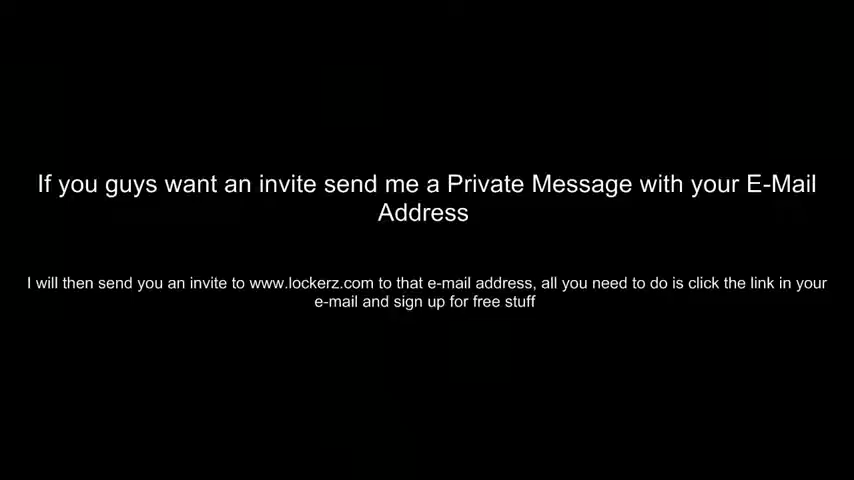 If you guys want an invite send me a Private Message with your E-Mail
Address
I will then send you an invite to www.lockerz.com to that e-mail address, all you need to do is click the link in your
e-mail and sign up for free stuff